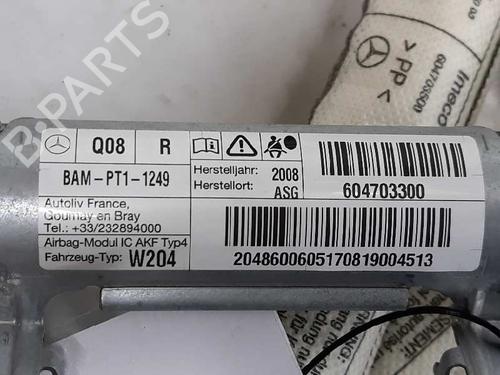 Q08 R
BAM-PT1-1249
Autoliv France,
Gournay en Bray
Tel.: +33/232894000
Airbag-Modul IC AKF Typ4
Fahrzeug-Typ: W204
Herstelljahr: 2008
Herstellort: ASG
604703300
2048600605170819004513
B-PARTS
Imeco
>PP<